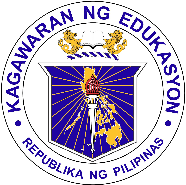 • KAGAWARAN NG EDUKASYON •
REPUBLIKA NG PILIPINAS